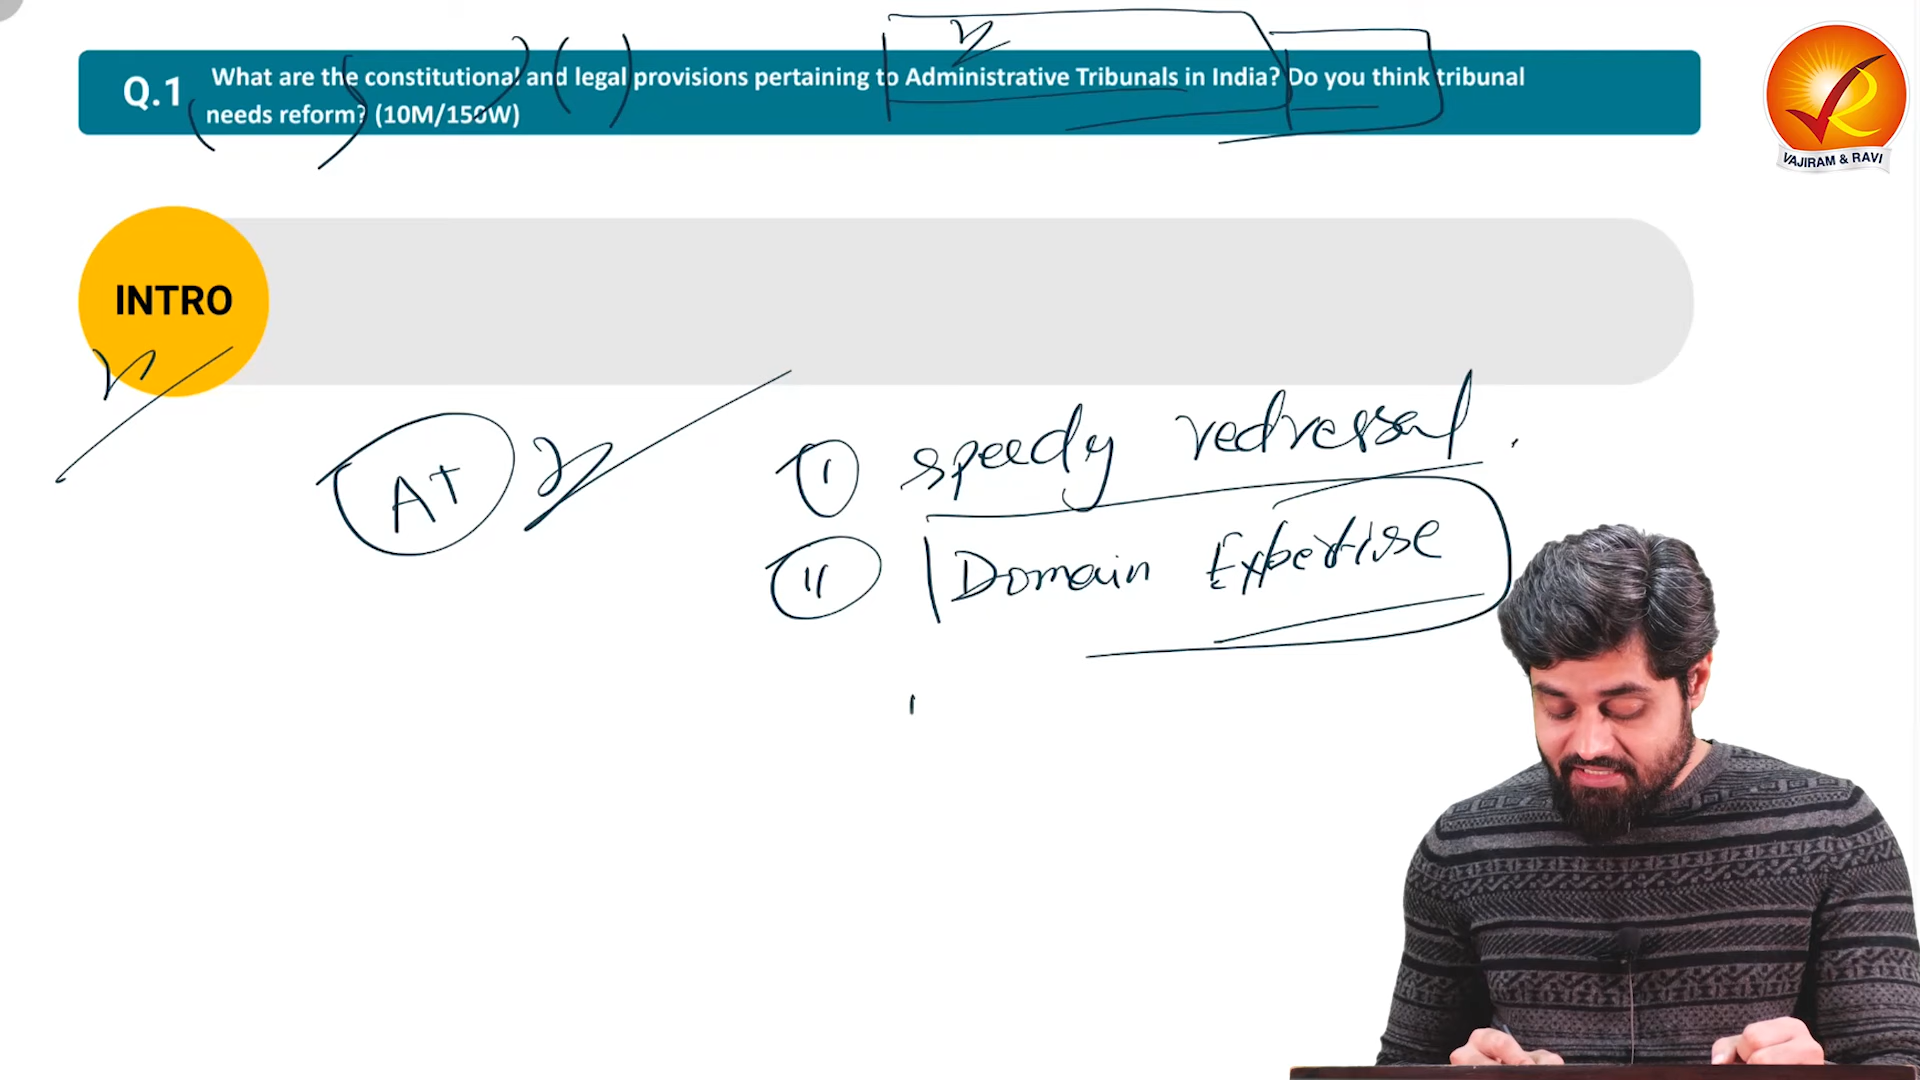 Q.1 What are the constitutional and legal provisions pertaining to Administrative Tribunals in India? Do you think tribunal
needs reform? (10M/150W)
VAJIRAM & RAVI
INTRO
AT
I speedy redressal.
II Domain Expertise